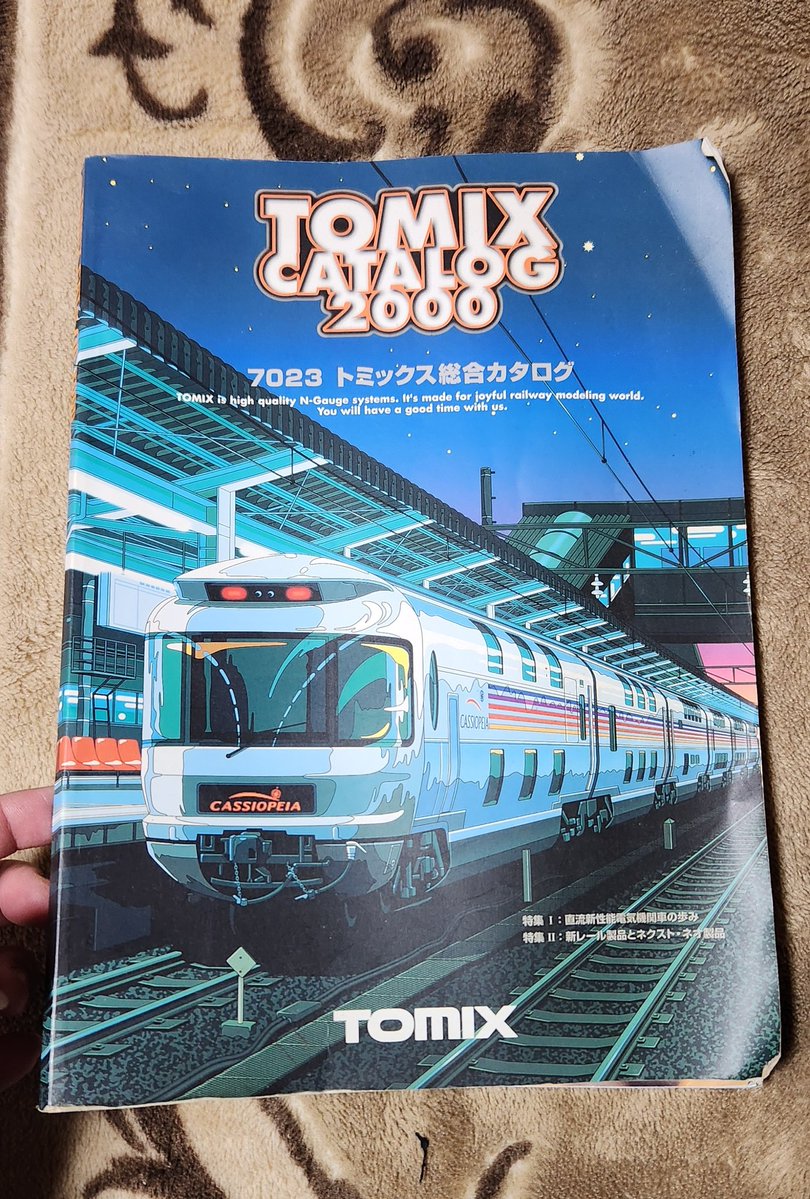 TOMIX
CATALOG
2000
7023 トミックス総合カタログ
TOMIX is high quality N-Gauge systems. It's made for joyful railway modeling world.
You will have a good time with us.
CASSIOPEIA
CASSIOPEIA
特集 I：直流新性能電気機関車の歩み
特集 II：新レール製品とネクスト・ネオ製品
TOMIX